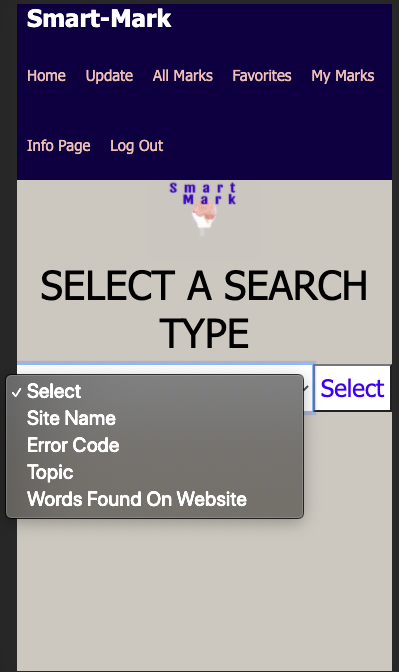 Smart-Mark
Home Update All Marks Favorites My Marks
Info Page Log Out
Smart
Mark
SELECT A SEARCH
TYPE
Select
✓ Select
Site Name
Error Code
Topic
Words Found On Website